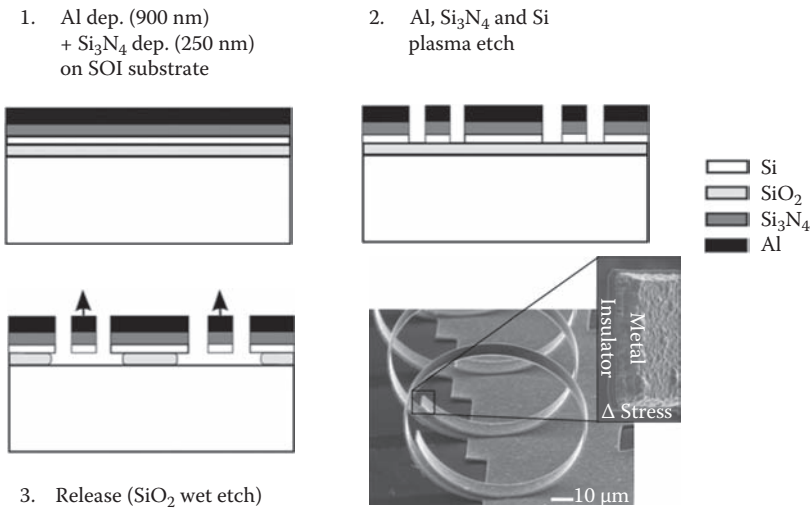 1. Al dep. (900 nm)
+ Si₃N₄ dep. (250 nm)
on SOI substrate
2. Al, Si₃N₄ and Si
plasma etch
Si
SiO₂
Si₃N₄
Al
3. Release (SiO₂ wet etch)
Insulator
Metal
Δ Stress
10 μm